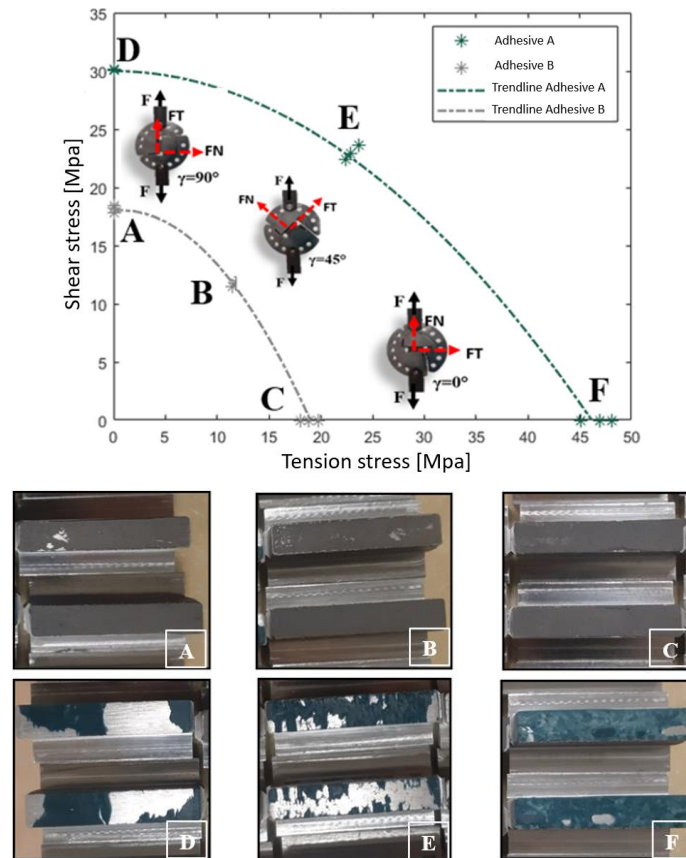 35
30
25
20
15
10
5
0
Shear stress [Mpa]
0 5 10 15 20 25 30 35 40 45 50
Tension stress [Mpa]
Adhesive A
Adhesive B
Trendline Adhesive A
Trendline Adhesive B
D
F
FT
FN
F
γ=90°
E
F
FN
FT
γ=45°
F
A
B
F
FN
FT
F
γ=0°
C
F
A
B
C
D
E
F